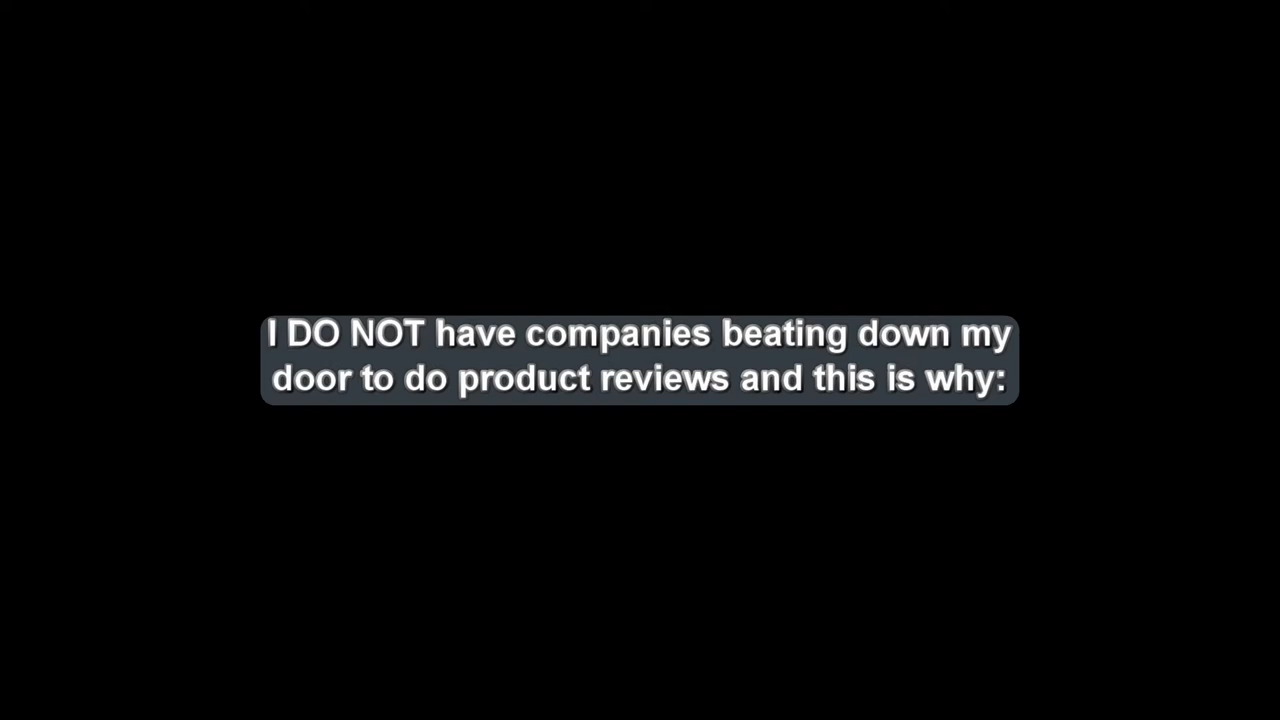 I DO NOT have companies beating down my
door to do product reviews and this is why: